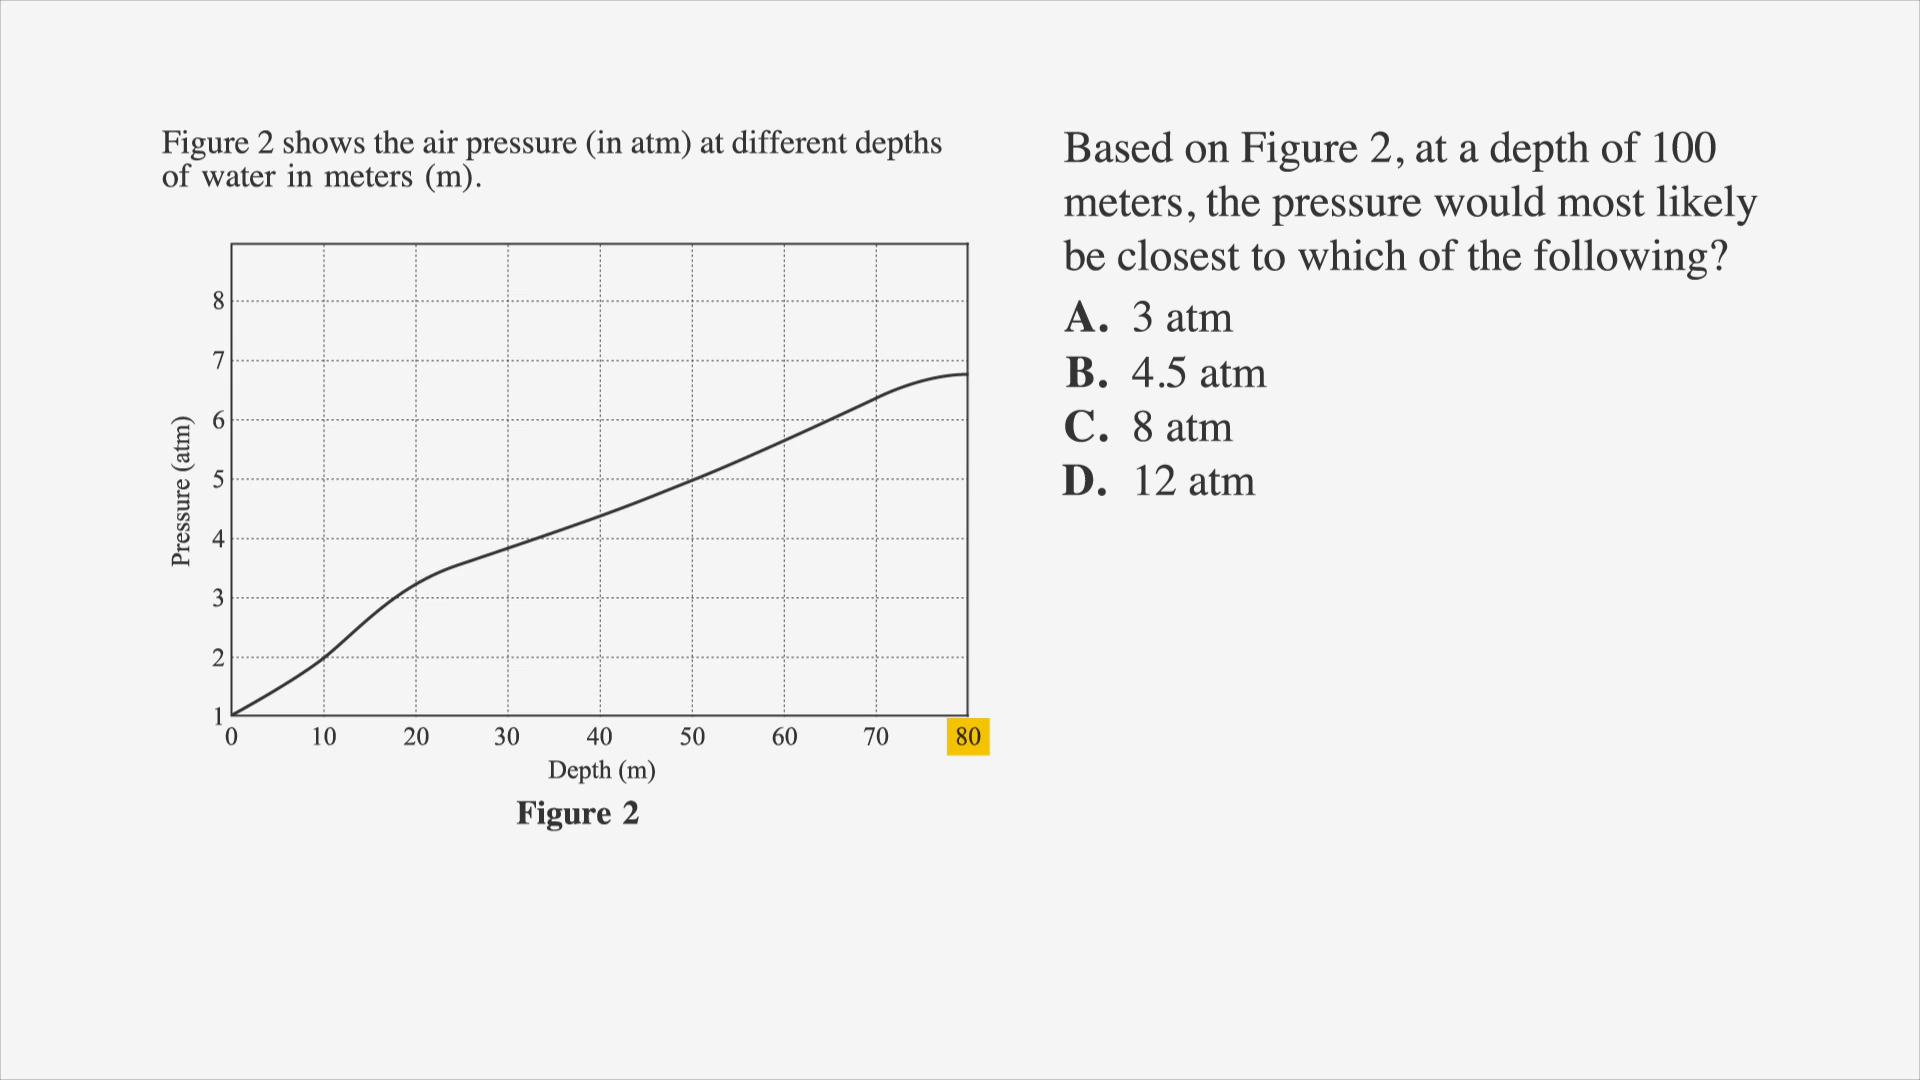 Figure 2 shows the air pressure (in atm) at different depths
of water in meters (m).
8
7
6
5
4
3
2
1
Pressure (atm)
0 10 20 30 40 50 60 70 80
Depth (m)
Figure 2
Based on Figure 2, at a depth of 100
meters, the pressure would most likely
be closest to which of the following?
A. 3 atm
B. 4.5 atm
C. 8 atm
D. 12 atm